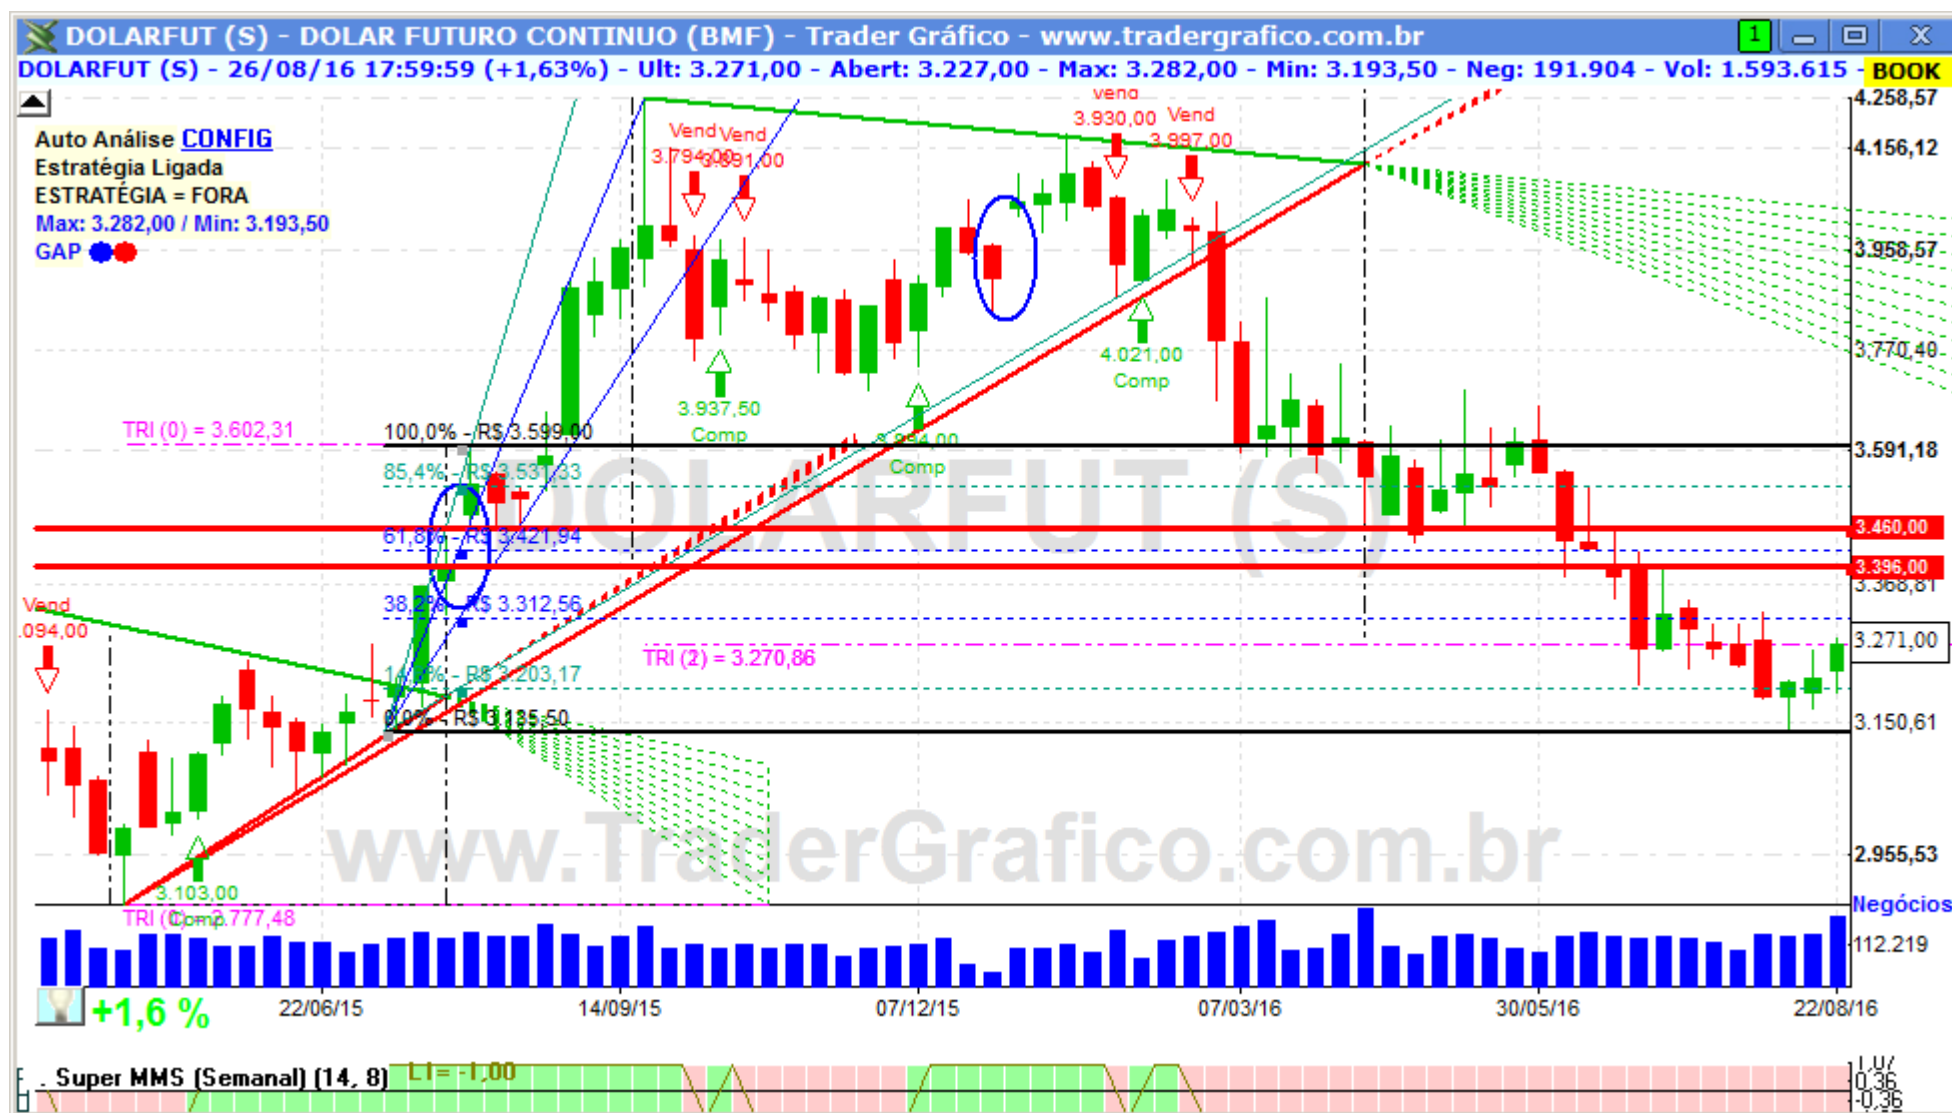 DOLARFUT (S) - DOLAR FUTURO CONTINUO (BMF) - Trader Gráfico - www.tradergrafico.com.br
1
DOLARFUT (S) - 26/08/16 17:59:59 (+1,63%) - Ult: 3.271,00 - Abert: 3.227,00 - Max: 3.282,00 - Min: 3.193,50 - Neg: 191.904 - Vol: 1.593.615 -
BOOK
Auto Análise CONFIG
Estratégia Ligada
ESTRATÉGIA = FORA
Max: 3.282,00 / Min: 3.193,50
GAP
Vend
3.794,00
Vend
3.891,00
Vend
3.930,00
Vend
3.997,00
4.258,57
4.156,12
3.958,57
3.770,40
3.591,18
3.460,00
3.396,00
3.368,81
3.271,00
3.150,61
2.955,53
4.021,00
Comp
3.937,50
Comp
Comp
TRI (0) = 3.602,31
100,0% - R$ 3.599,00
85,4% - R$ 3.531,33
61,8% - R$ 3.421,94
38,2% - R$ 3.312,56
R$ 3.203,17
0,0% - R$ 3.135,50
DOLARFUT (S)
Vend
.094,00
= 3.270,86
www.TraderGrafico.com.br
3.103,00
Comp
2.777,48
Negócios
112.219
+1,6 %
22/06/15
14/09/15
07/12/15
07/03/16
30/05/16
22/08/16
Super MMS (Semanal) (14, 8)
L1= -1,00
1,07
0,36
-0,36